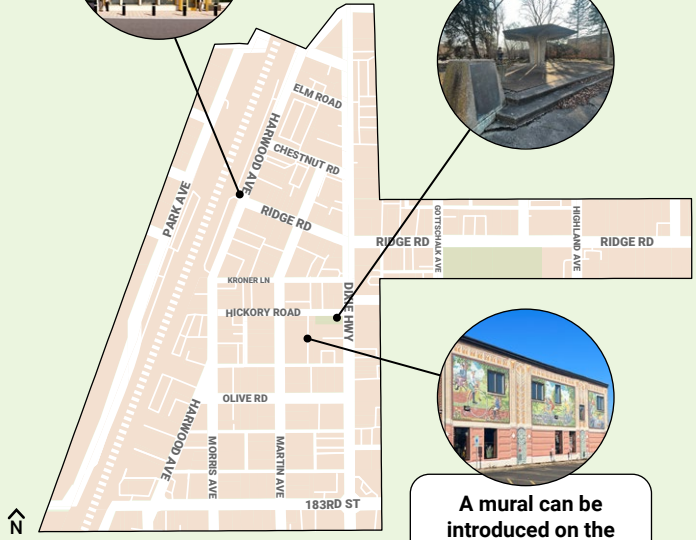 ELM ROAD
HARWOOD AVE
CHESTNUT RD
PARK AVE
RIDGE RD
GOTTSCHALK AVE
HIGHLAND AVE
RIDGE RD
RIDGE RD
KRONER LN
DIXIE HWY
HICKORY ROAD
OLIVE RD
HARWOOD AVE
MORRIS AVE
MARTIN AVE
183RD ST
N
A mural can be
introduced on the